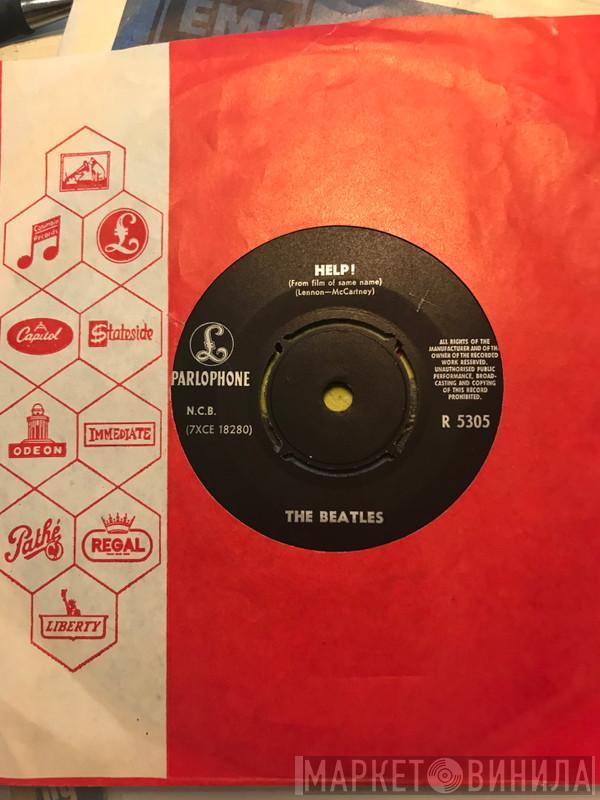 EMI
Columbia
Records
£
Capitol
Stateside
ODEON
IMMEDIATE
Pathé
REGAL
LIBERTY
HELP!
(From film of same name)
(Lennon—McCartney)
£
PARLOPHONE
N.C.B.
(7XCE 18280)
ALL RIGHTS OF THE
MANUFACTURER AND OF THE
OWNER OF THE RECORDED
WORK RESERVED.
UNAUTHORISED PUBLIC
PERFORMANCE, BROAD-
CASTING AND COPYING
OF THIS RECORD
PROHIBITED.
R 5305
THE BEATLES
МАРКЕТ ВИНИЛА